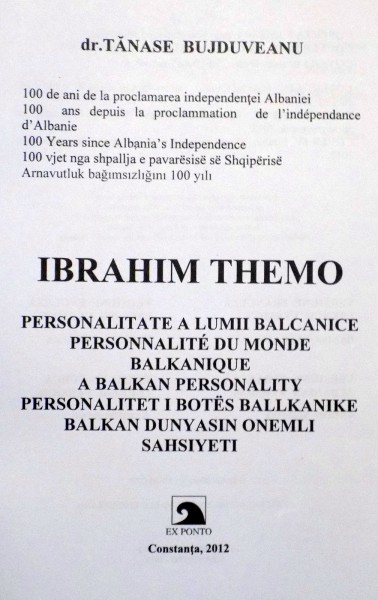 dr.TĂNASE BUJDUVEANU
100 de ani de la proclamarea independenței Albaniei
100 ans depuis la proclammation de l'indépendance
d'Albanie
100 Years since Albania's Independence
100 vjet nga shpallja e pavarësisë së Shqipërisë
Arnavutluk bağımsızlığını 100 yılı
IBRAHIM THEMO
PERSONALITATE A LUMII BALCANICE
PERSONNALITÉ DU MONDE
BALKANIQUE
A BALKAN PERSONALITY
PERSONALITET I BOTËS BALLKANIKE
BALKAN DUNYASIN ONEMLI
SAHSIYETI
EX PONTO
Constanța, 2012